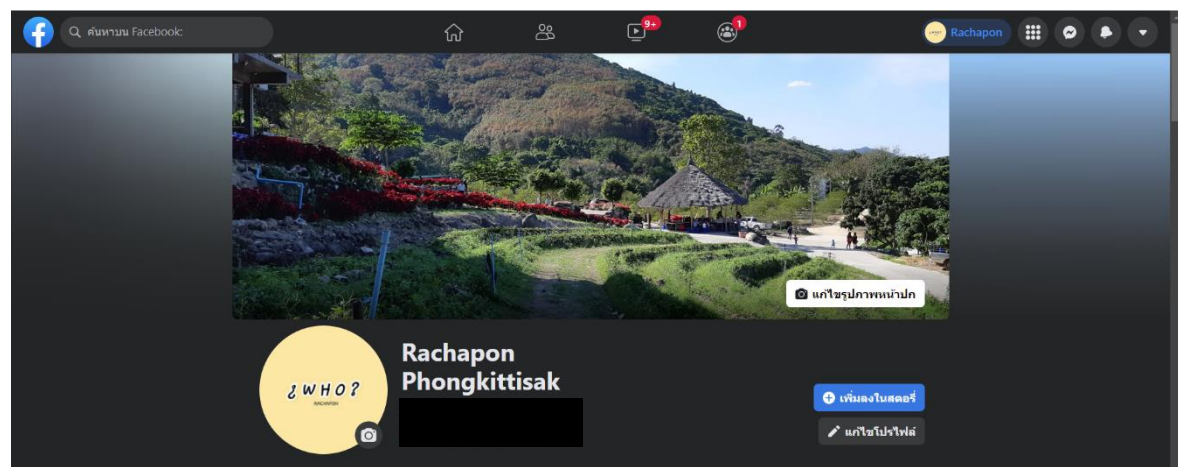 ค้นหาบน Facebook:
9+
1
Rachapon
แก้ไขรูปภาพหน้าปก
¿WHO?
RACHAPON
Rachapon
Phongkittisak
เพิ่มลงในสตอรี่
แก้ไขโปรไฟล์